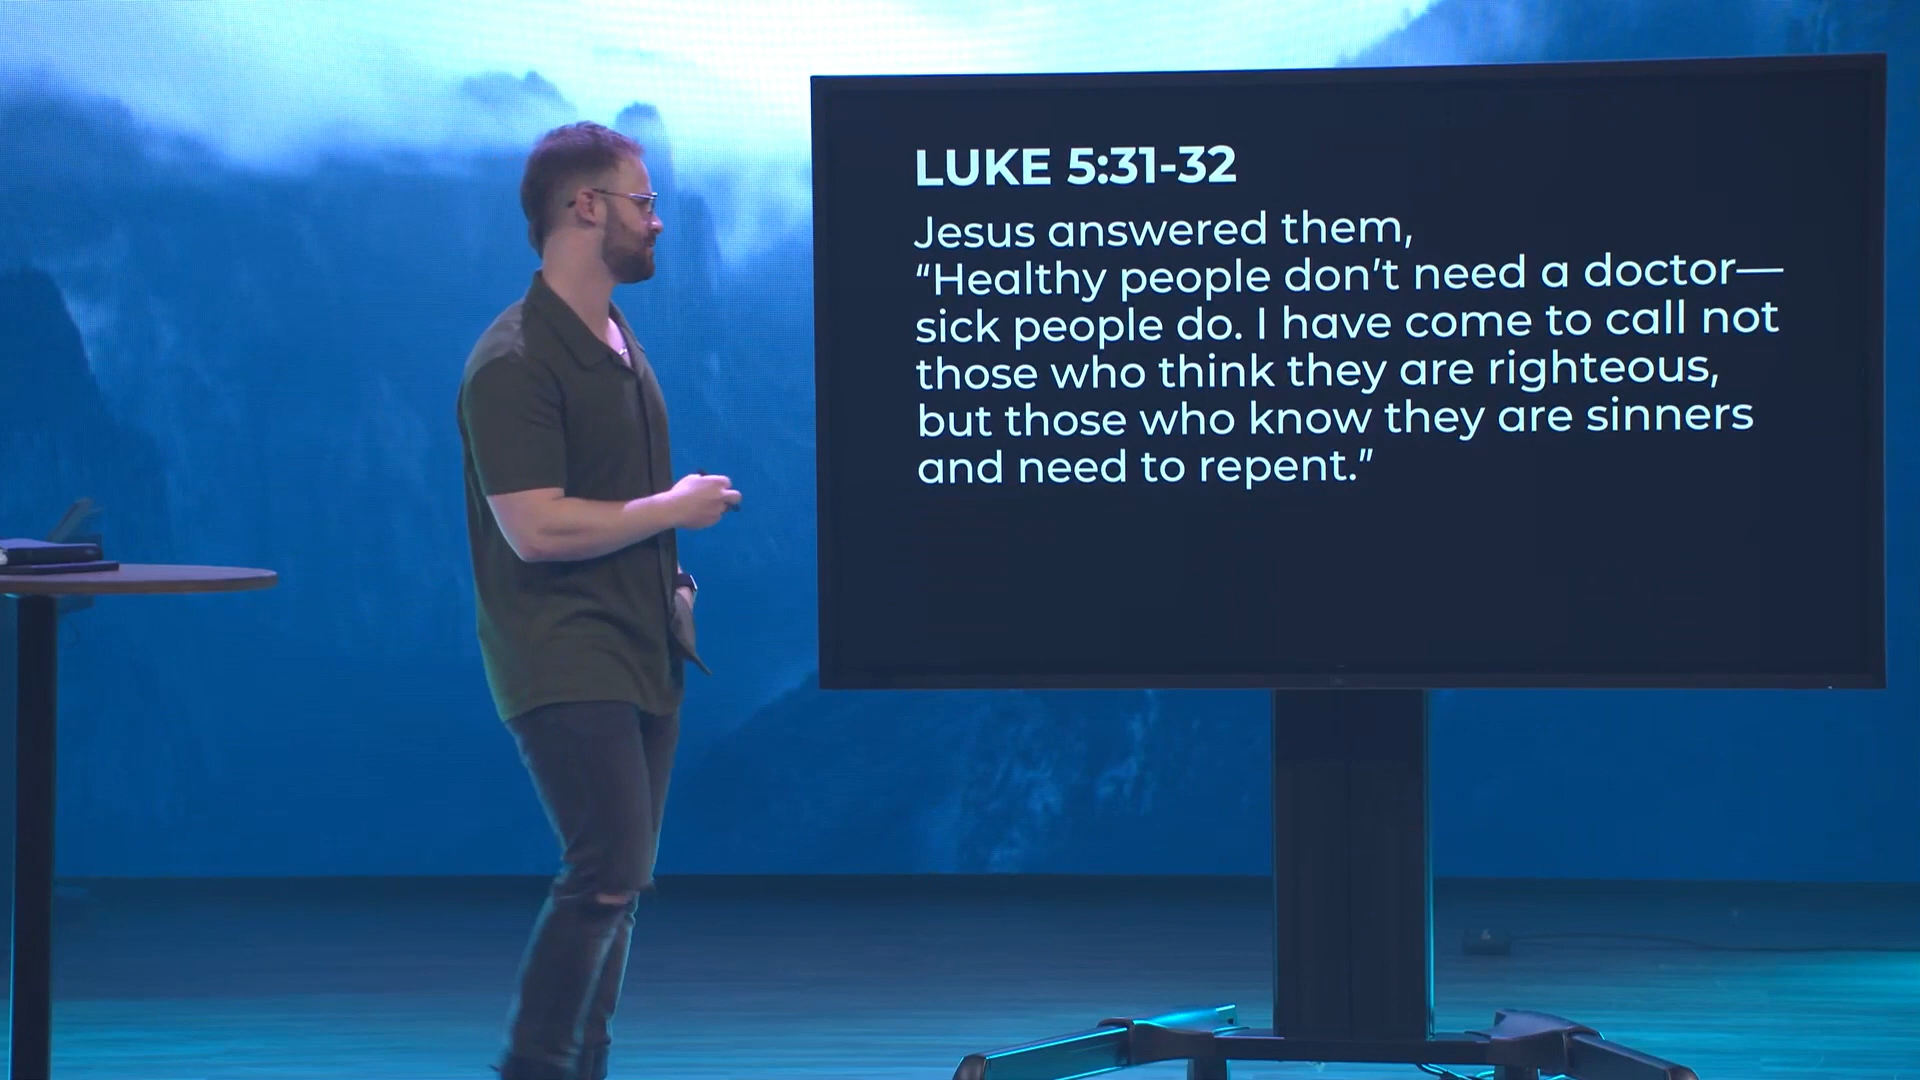 LUKE 5:31-32
Jesus answered them,
“Healthy people don’t need a doctor—
sick people do. I have come to call not
those who think they are righteous,
but those who know they are sinners
and need to repent.”